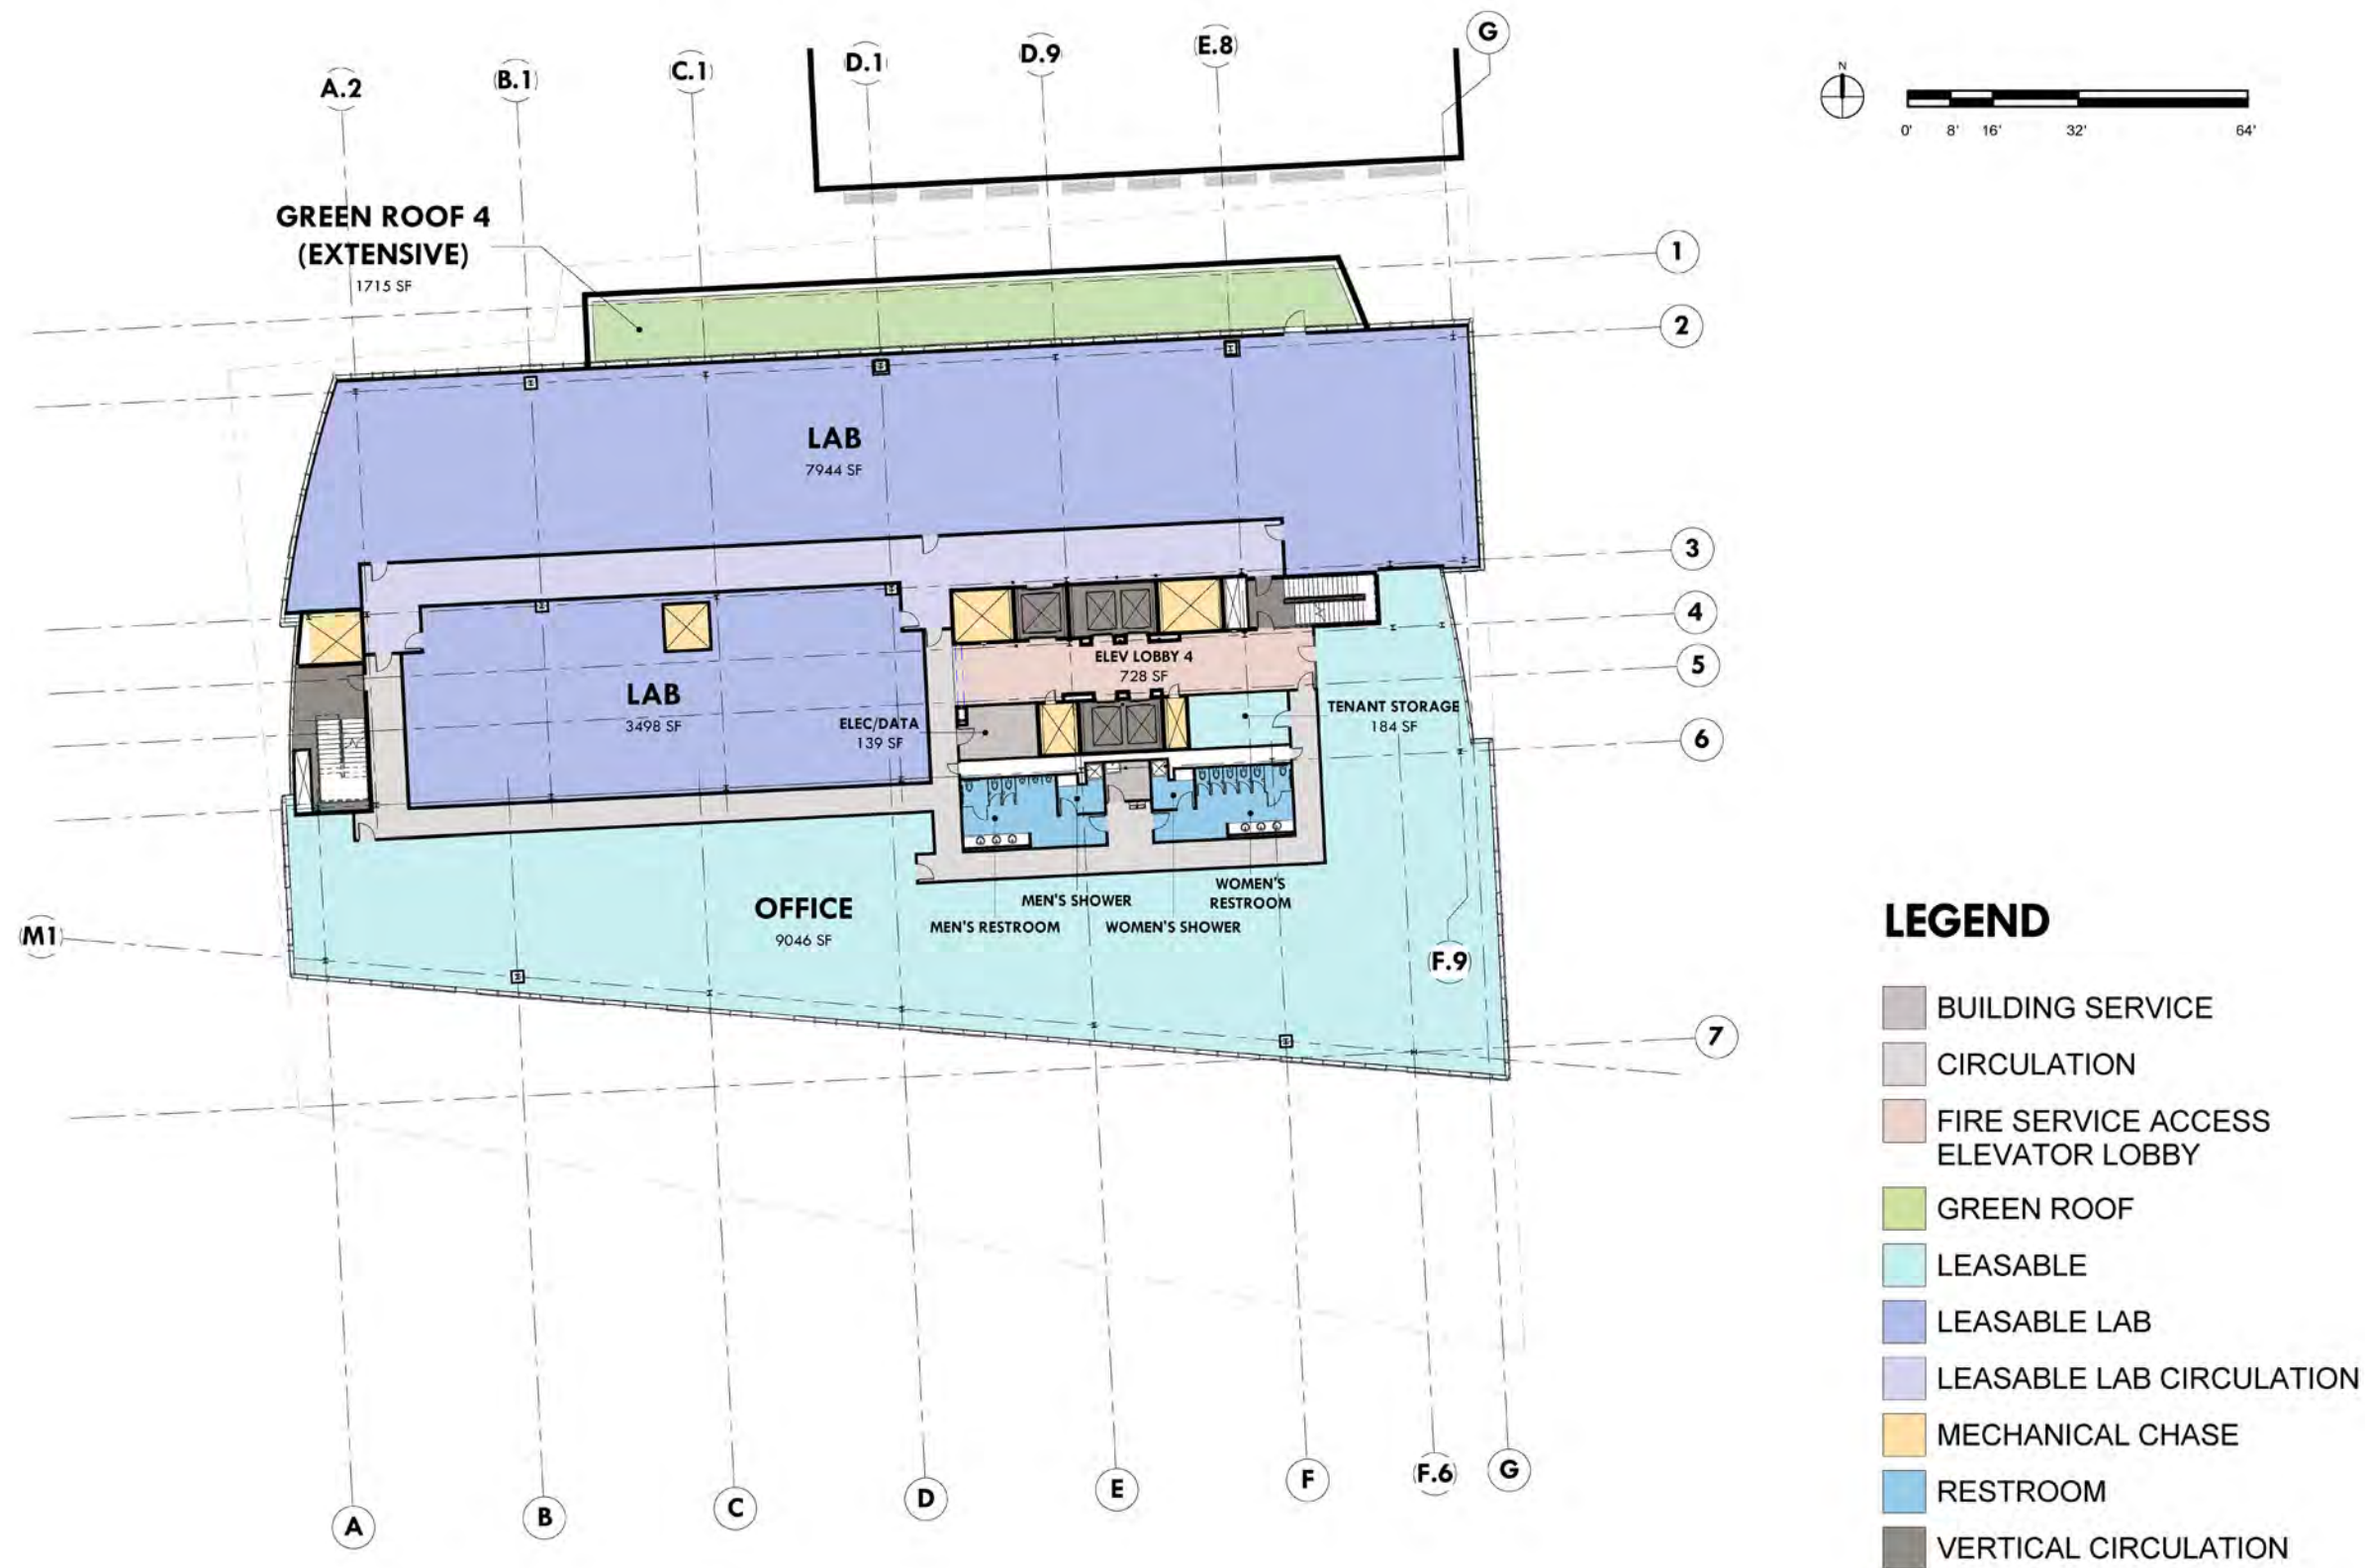 G
(E.8)
D.9
D.1
(C.1)
(B.1)
A.2
N
0' 8' 16' 32' 64'
GREEN ROOF 4
(EXTENSIVE)
1715 SF
1
2
LAB
7944 SF
3
4
5
6
ELEV LOBBY 4
728 SF
LAB
3498 SF
ELEC/DATA
139 SF
TENANT STORAGE
184 SF
OFFICE
9046 SF
MEN'S RESTROOM
MEN'S SHOWER
WOMEN'S SHOWER
WOMEN'S
RESTROOM
(M1)
(F.9)
7
A
B
C
D
E
F
(F.6)
G
LEGEND
BUILDING SERVICE
CIRCULATION
FIRE SERVICE ACCESS
ELEVATOR LOBBY
GREEN ROOF
LEASABLE
LEASABLE LAB
LEASABLE LAB CIRCULATION
MECHANICAL CHASE
RESTROOM
VERTICAL CIRCULATION